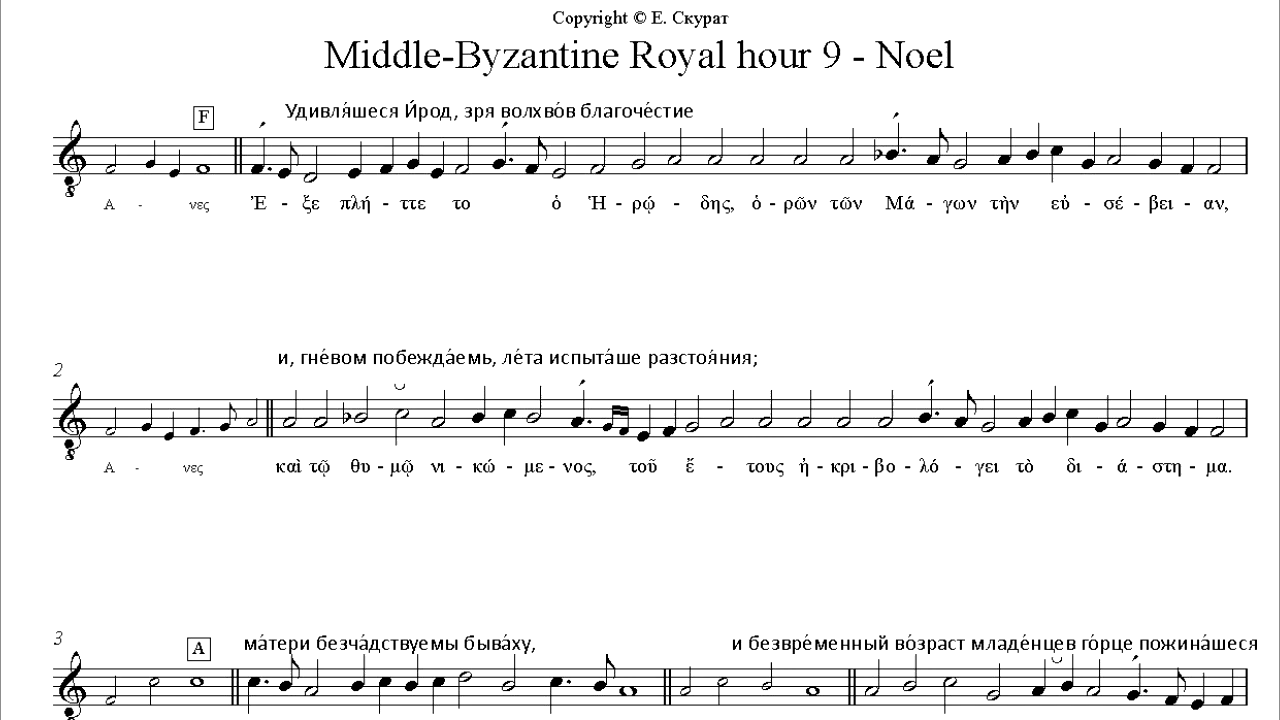 Copyright © Е. Скурат
Middle-Byzantine Royal hour 9 - Noel
F
Удивля́шеся И́род, зря волхво́в благоче́стие
Α - νες Ἐ - ξε πλή - ττε το ὁ Ἡ - ρῴ - δης, ὁ - ρῶν τῶν Μά - γων τὴν εὐ - σέ - βει - αν,
2
и, гне́вом побежда́емь, ле́та испыта́ше разстоя́ния;
Α - νες καὶ τῷ θυ - μῷ νι - κώ - με - νος, τοῦ ἔ - τους ἠ - κρι - βο - λό - γει τὸ δι - ά - στη - μα.
3
A
ма́тери безча́дствуемы быва́ху, и безвре́менный во́зраст младе́нцев го́рце пожина́шеся